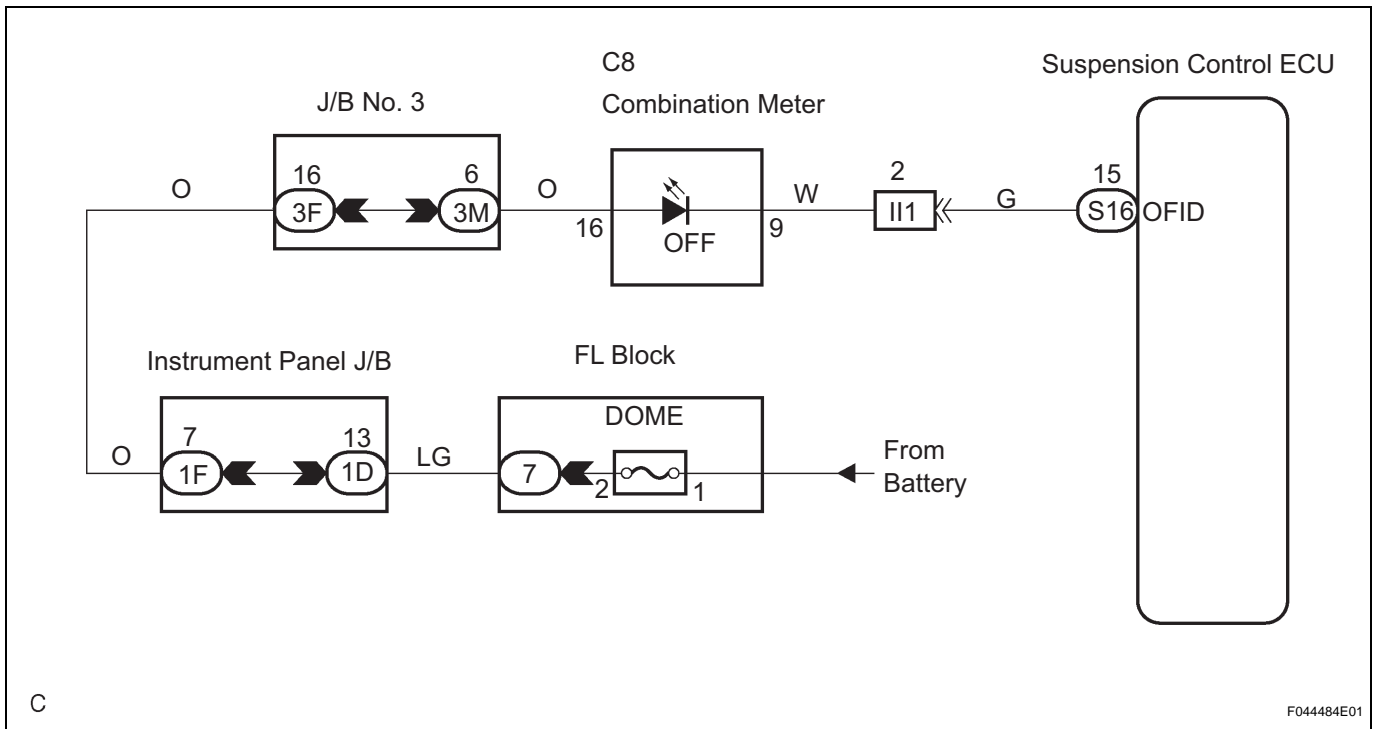 C8
Combination Meter
Suspension Control ECU
J/B No. 3
O
16
3F
6
3M
O
16
OFF
9
W
2
II1
G
15
S16
OFID
Instrument Panel J/B
FL Block
O
7
1F
13
1D
LG
7
DOME
2
1
From
Battery
C
F044484E01